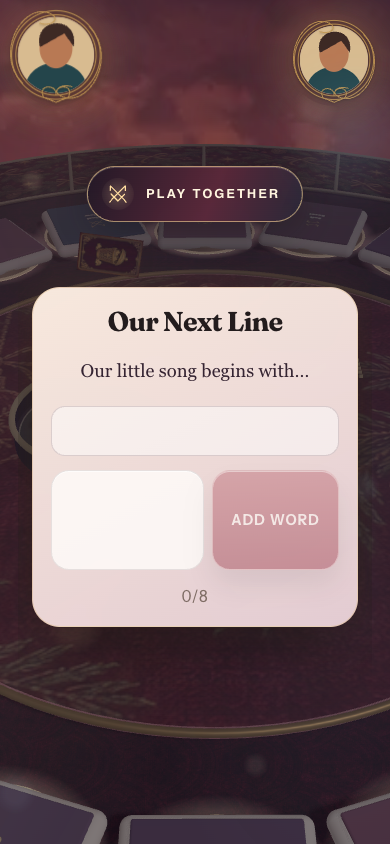 PLAY TOGETHER
Our Next Line
Our little song begins with...
ADD WORD
0/8